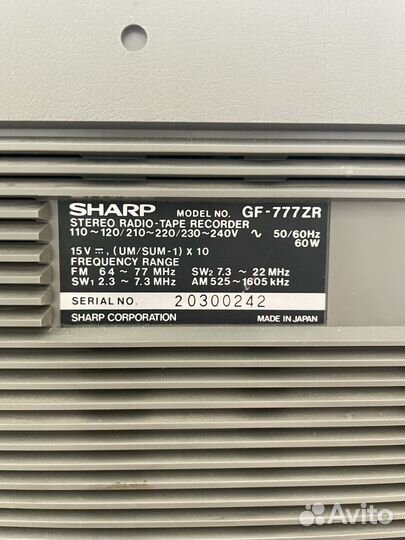 SHARP MODEL NO. GF-777ZR
STEREO RADIO-TAPE RECORDER
110~120/210~220/230~240V ∿ 50/60Hz
60W
15V ⎓, (UM/SUM-1) X 10
FREQUENCY RANGE
FM 64 ~ 77 MHz SW2 7.3 ~ 22 MHz
SW1 2.3 ~ 7.3 MHz AM 525~1605 kHz
SERIAL NO. 20300242
SHARP CORPORATION MADE IN JAPAN
Avito